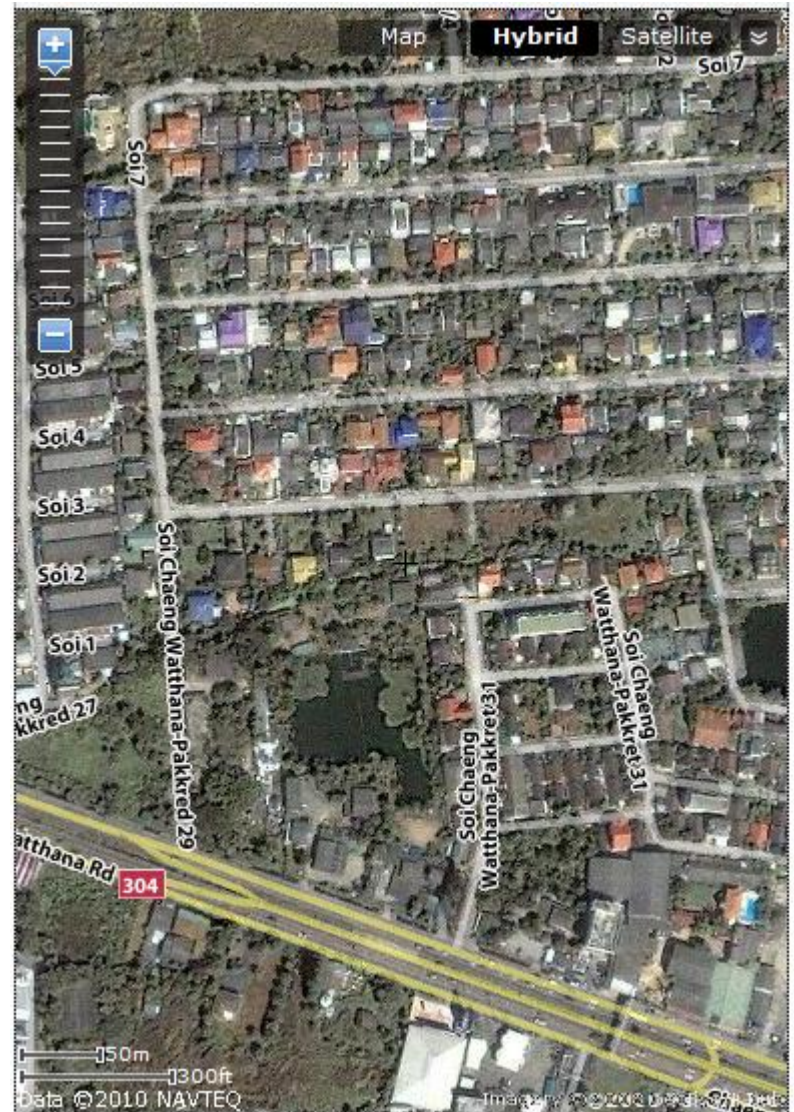 Map Hybrid Satellite
Soi 7
Soi 7
Soi 5
Soi 4
Soi 3
Soi 2
Soi 1
kkred 27
Soi Chaeng Watthana-Pakkred 29
Soi Chaeng
Watthana-Pakkret 31
Soi Chaeng
Watthana-Pakkret 31
atthana Rd
304
50m
300ft
Data ©2010 NAVTEQ